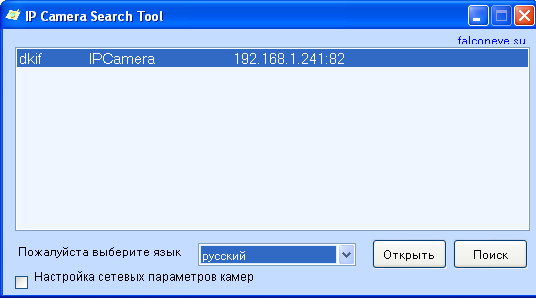 IP Camera Search Tool
falconeye.su
dkif IPCamera 192.168.1.241:82
Пожалуйста выберите язык русский Открыть Поиск
Настройка сетевых параметров камер